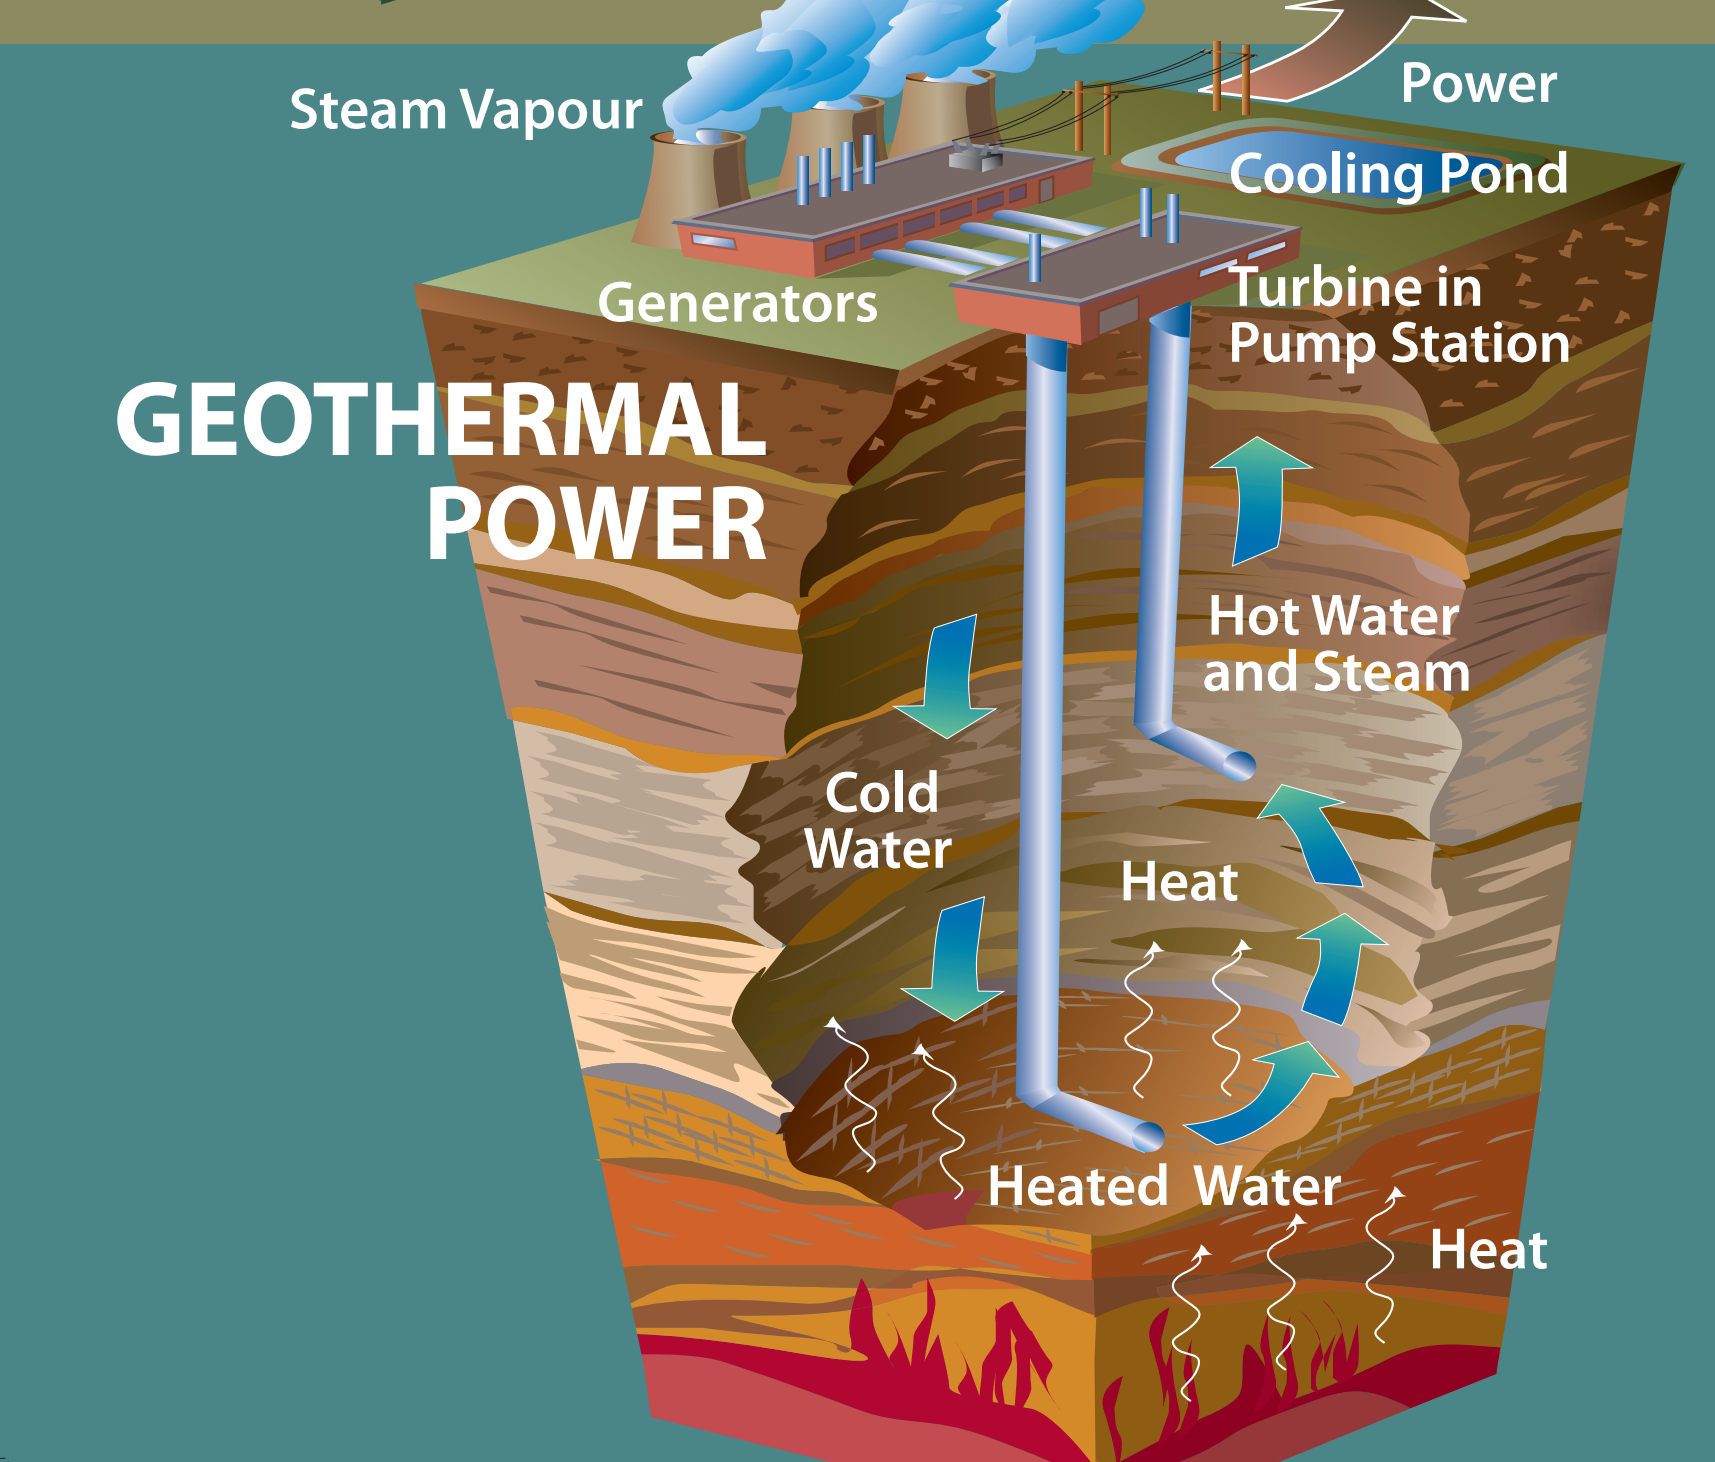 Steam Vapour
Power
Cooling Pond
Generators
Turbine in
Pump Station
GEOTHERMAL
POWER
Hot Water
and Steam
Cold
Water
Heat
Heated Water
Heat